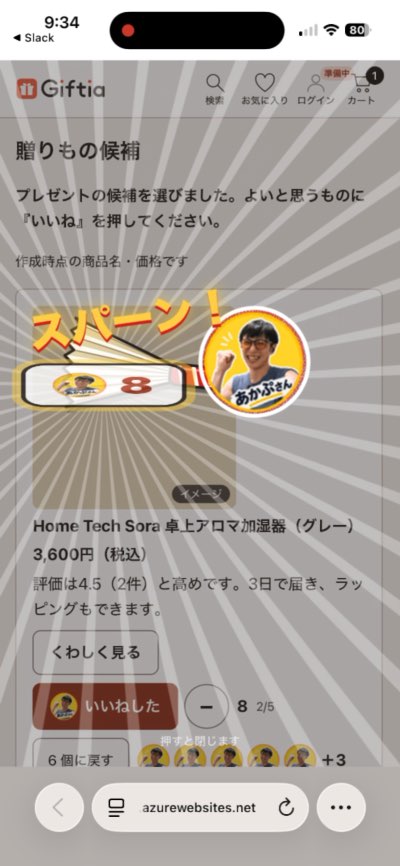 9:34
80
◀ Slack
Giftia
準備中
1
検索
お気に入り
ログイン
カート
贈りもの候補
プレゼントの候補を選びました。よいと思うものに
『いいね』を押してください。
作成時点の商品名・価格です
スパーン！
8
あかぷさん
イメージ
Home Tech Sora 卓上アロマ加湿器（グレー）
3,600円（税込）
評価は4.5（2件）と高めです。3日で届き、ラッ
ピングもできます。
くわしく見る
いいねした
−
8
2/5
押すと閉じます
6 個に戻す
+3
azurewebsites.net